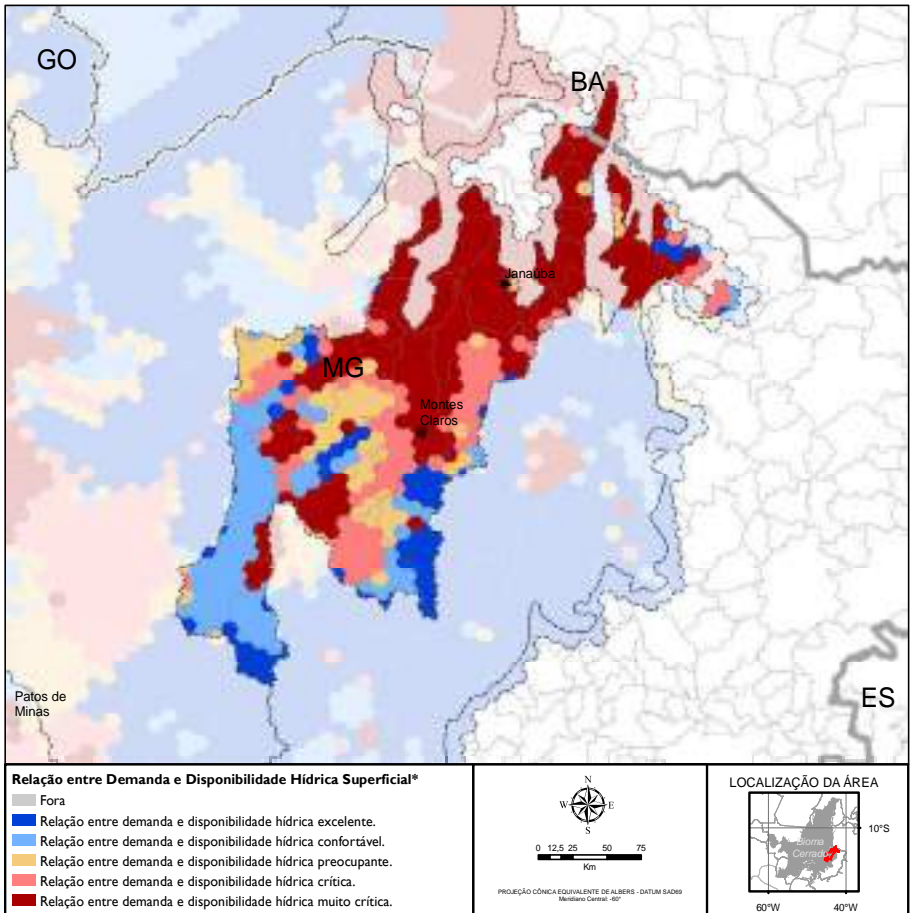 GO
BA
Janaúba
MG
Montes
Claros
Patos de
Minas
ES
Relação entre Demanda e Disponibilidade Hídrica Superficial*
Fora
Relação entre demanda e disponibilidade hídrica excelente.
Relação entre demanda e disponibilidade hídrica confortável.
Relação entre demanda e disponibilidade hídrica preocupante.
Relação entre demanda e disponibilidade hídrica crítica.
Relação entre demanda e disponibilidade hídrica muito crítica.
N
W E
S
0 12,5 25 50 75
Km
PROJEÇÃO CÔNICA EQUIVALENTE DE ALBERS - DATUM SAD69
Meridiano Central: -60°
LOCALIZAÇÃO DA ÁREA
10°S
Bioma
Cerrado
60°W 40°W